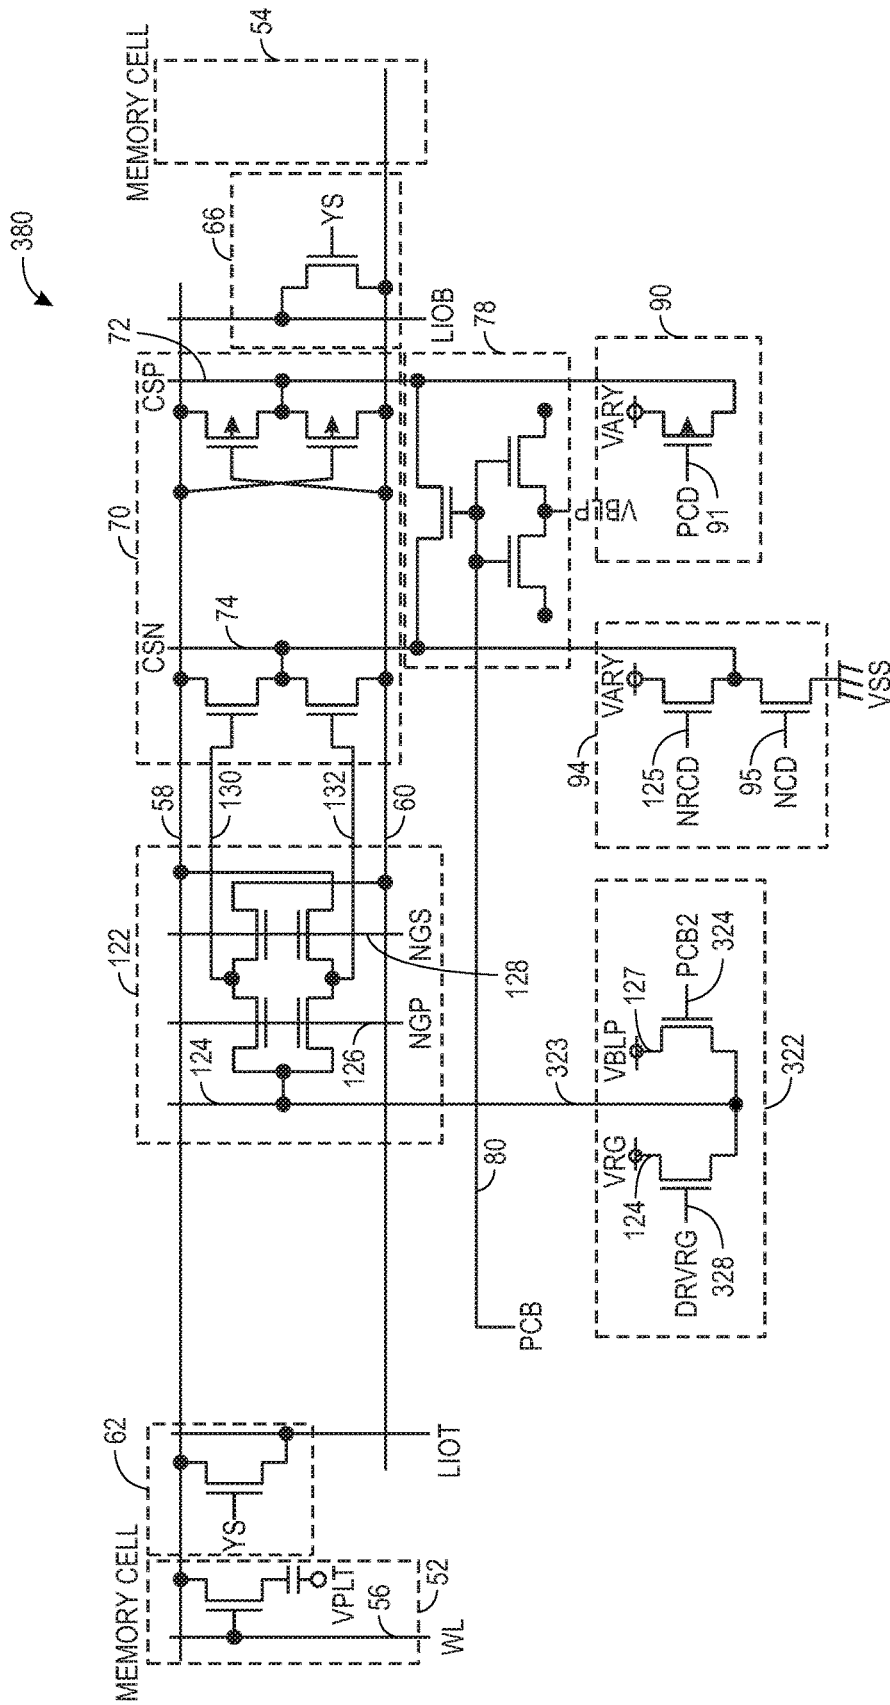 380
MEMORY CELL
54
66
YS
LIOB
72
CSP
70
CSN
74
78
VBLP
90
VARY
PCD
91
94
VARY
125
NRCD
95
NCD
VSS
58
130
132
60
122
NGS
128
NGP
126
124
323
VBLP
127
PCB2
324
VRG
124
DRVRG
328
322
80
PCB
62
YS
LIOT
MEMORY CELL
VPLT
56
WL
52